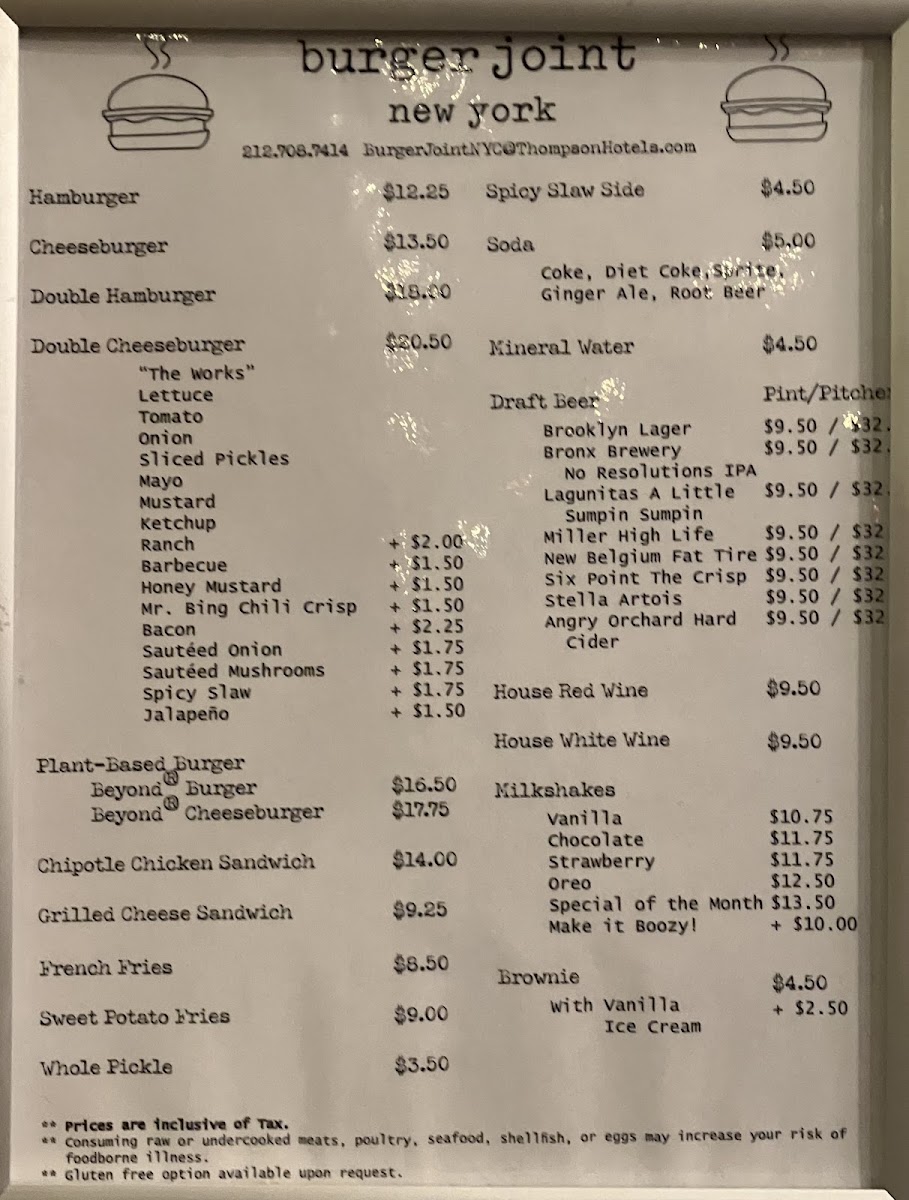 burger joint
new york
212.708.7414 BurgerJointNYC@ThompsonHotels.com
Hamburger $12.25
Cheeseburger $13.50
Double Hamburger $18.00
Double Cheeseburger $20.50
"The Works"
Lettuce
Tomato
Onion
Sliced Pickles
Mayo
Mustard
Ketchup
Ranch + $2.00
Barbecue + $1.50
Honey Mustard + $1.50
Mr. Bing Chili Crisp + $1.50
Bacon + $2.25
Sautéed Onion + $1.75
Sautéed Mushrooms + $1.75
Spicy Slaw + $1.75
Jalapeño + $1.50
Plant-Based Burger
Beyond® Burger $16.50
Beyond® Cheeseburger $17.75
Chipotle Chicken Sandwich $14.00
Grilled Cheese Sandwich $9.25
French Fries $8.50
Sweet Potato Fries $9.00
Whole Pickle $3.50
Spicy Slaw Side $4.50
Soda $5.00
Coke, Diet Coke, Sprite,
Ginger Ale, Root Beer
Mineral Water $4.50
Draft Beer Pint/Pitche
Brooklyn Lager $9.50 / $32.
Bronx Brewery $9.50 / $32.
No Resolutions IPA
Lagunitas A Little $9.50 / $32.
Sumpin Sumpin
Miller High Life $9.50 / $32
New Belgium Fat Tire $9.50 / $32
Six Point The Crisp $9.50 / $32
Stella Artois $9.50 / $32
Angry Orchard Hard $9.50 / $32
Cider
House Red Wine $9.50
House White Wine $9.50
Milkshakes
Vanilla $10.75
Chocolate $11.75
Strawberry $11.75
Oreo $12.50
Special of the Month $13.50
Make it Boozy! + $10.00
Brownie $4.50
With Vanilla + $2.50
Ice Cream
** Prices are inclusive of Tax.
** Consuming raw or undercooked meats, poultry, seafood, shellfish, or eggs may increase your risk of
foodborne illness.
** Gluten free option available upon request.